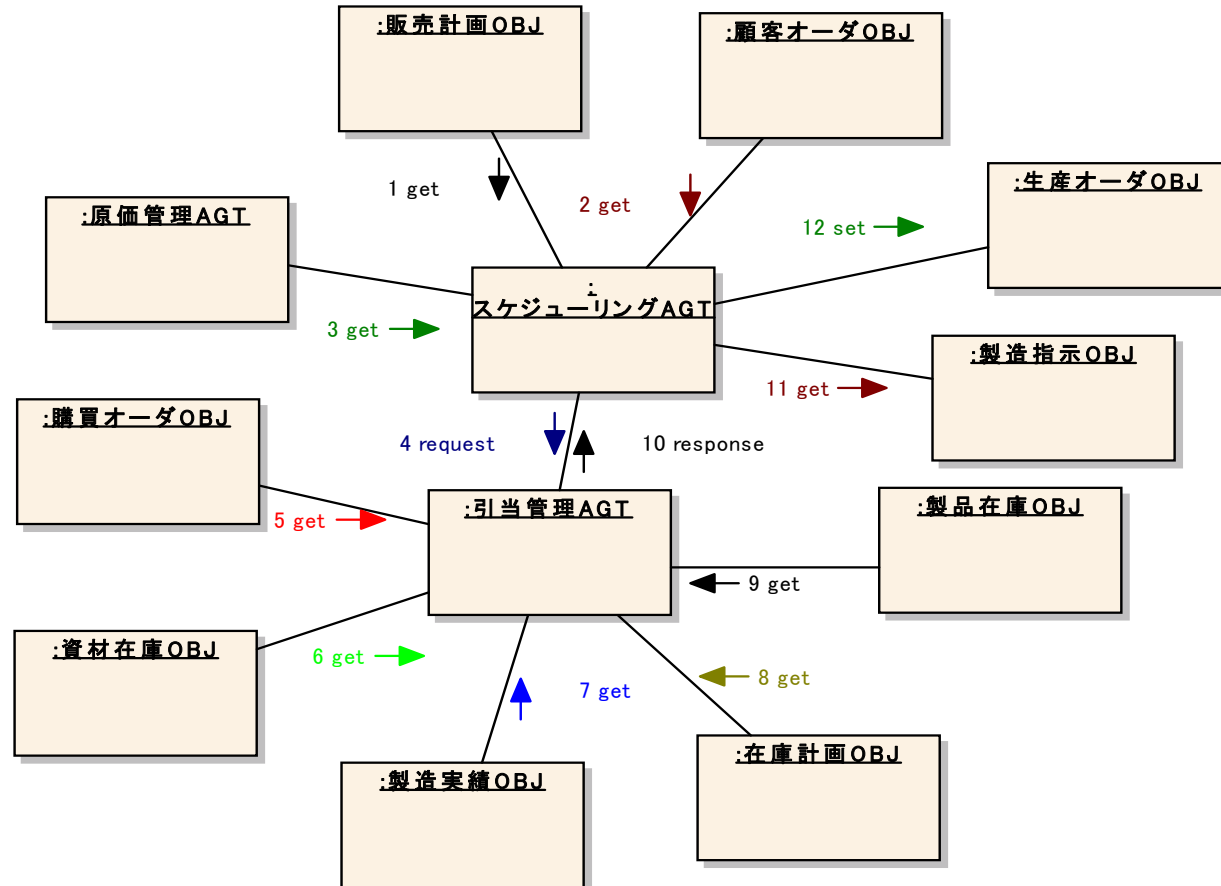 :販売計画OBJ
:顧客オーダOBJ
1 get
2 get
:生産オーダOBJ
:原価管理AGT
12 set
:
スケジューリングAGT
3 get
:製造指示OBJ
11 get
:購買オーダOBJ
4 request
10 response
:引当管理AGT
:製品在庫OBJ
5 get
9 get
:資材在庫OBJ
6 get
7 get
8 get
:在庫計画OBJ
:製造実績OBJ